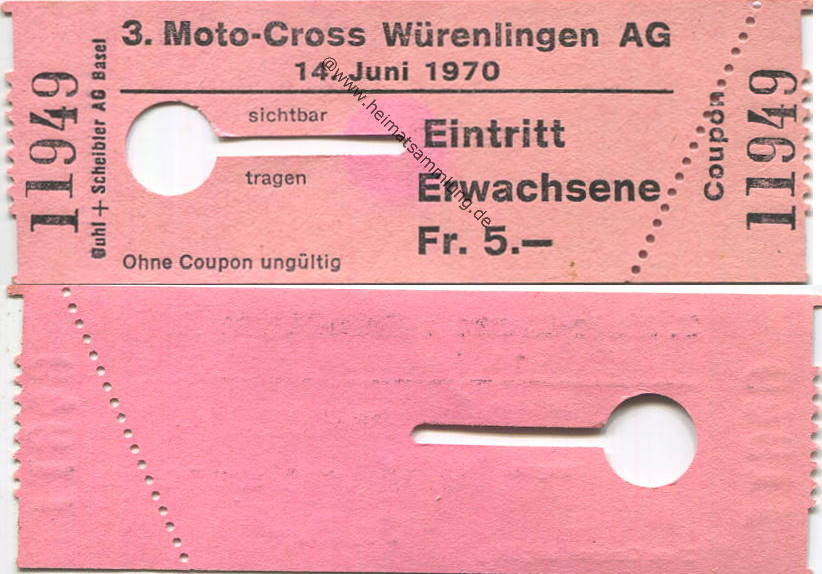 3. Moto-Cross Würenlingen AG
14. Juni 1970
11949
Guhl + Scheibler AG Basel
sichtbar
tragen
Eintritt
Erwachsene
Fr. 5.—
Ohne Coupon ungültig
Coupon
11949
@www.heimatsammlung.de